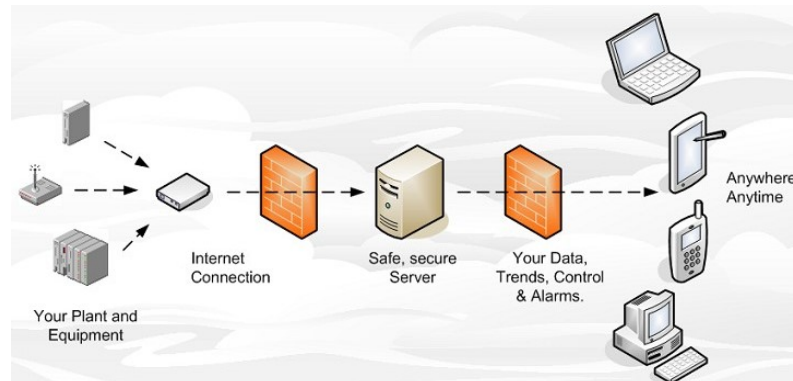 Your Plant and
Equipment
Internet
Connection
Safe, secure
Server
Your Data,
Trends, Control
& Alarms.
Anywhere
Anytime